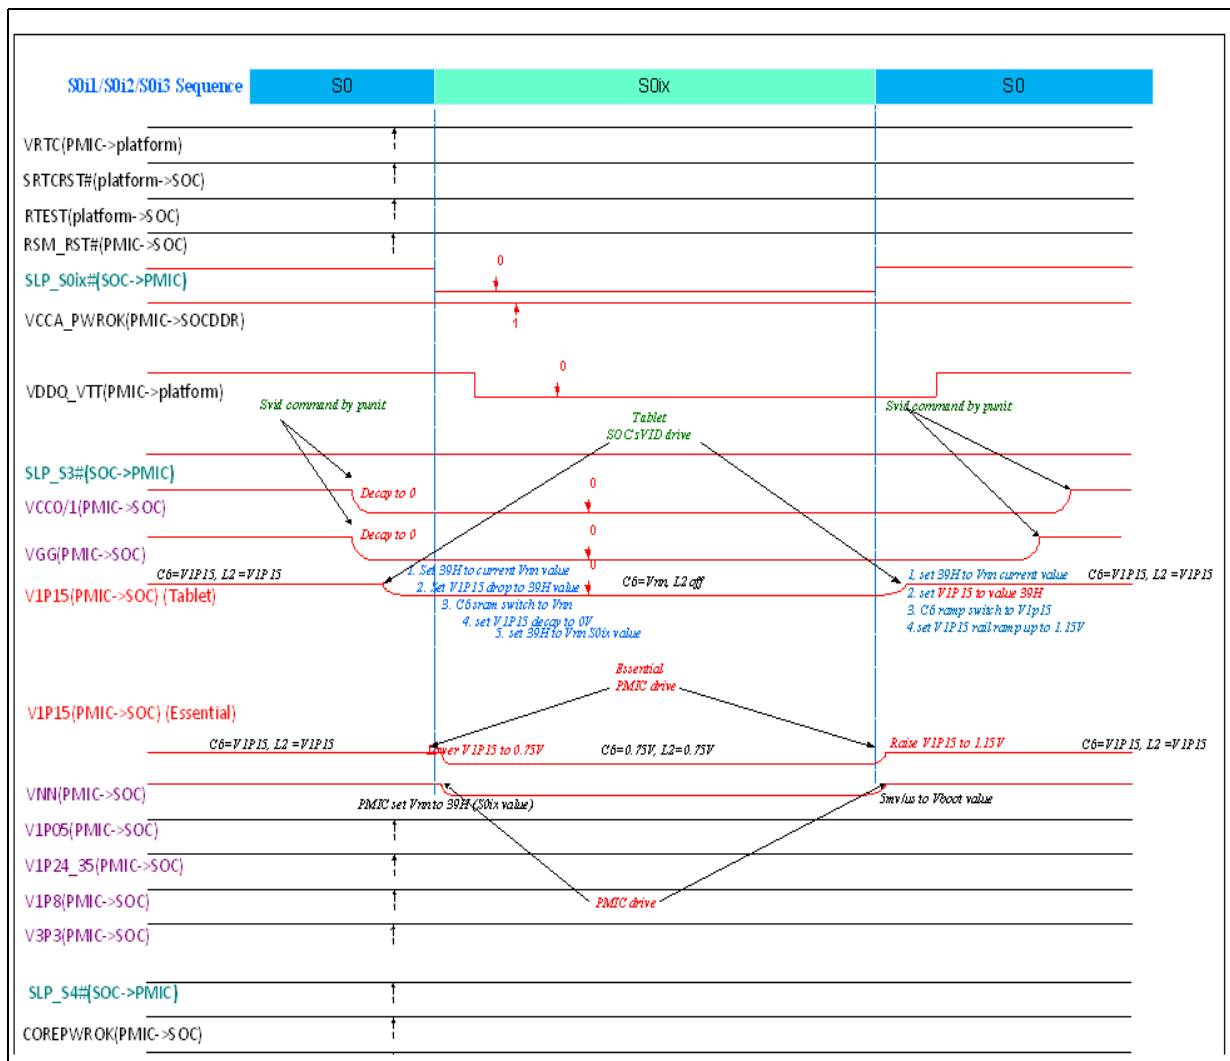 S0i1/S0i2/S0i3 Sequence S0 S0ix S0
VRTC(PMIC->platform)
SRTCRST#(platform->SOC)
RTEST(platform->SOC)
RSM_RST#(PMIC->SOC)
0
SLP_S0ix#(SOC->PMIC)
VCCA_PWROK(PMIC->SOCDDR)
1
0
VDDQ_VTT(PMIC->platform)
Svid command by punit
Svid command by punit
Tablet
SOC sVID drive
SLP_S3#(SOC->PMIC)
0
Decay to 0
VCC0/1(PMIC->SOC)
0
Decay to 0
VGG(PMIC->SOC)
C6=V1P15, L2 =V1P15
1. Set 39H to current Vnn value
2. Set V1P15 drop to 39H value
3. C6 sram switch to Vnn
4. set V1P15 decay to 0V
5. set 39H to Vnn S0ix value
0
C6=Vnn, L2 off
1, set 39H to Vnn current value
2. set V1P15 to value 39H
3. C6 ramp switch to V1p15
4.set V1P15 rail ramp up to 1.15V
C6=V1P15, L2 =V1P15
V1P15(PMIC->SOC) (Tablet)
Essential
PMIC drive
V1P15(PMIC->SOC) (Essential)
C6=V1P15, L2 =V1P15
Lower V1P15 to 0.75V
C6=0.75V, L2=0.75V
Raise V1P15 to 1.15V
C6=V1P15, L2 =V1P15
VNN(PMIC->SOC)
PMIC set Vnn to 39H (S0ix value)
5mv/us to Vboot value
V1P05(PMIC->SOC)
V1P24_35(PMIC->SOC)
V1P8(PMIC->SOC)
PMIC drive
V3P3(PMIC->SOC)
SLP_S4#(SOC->PMIC)
COREPWROK(PMIC->SOC)